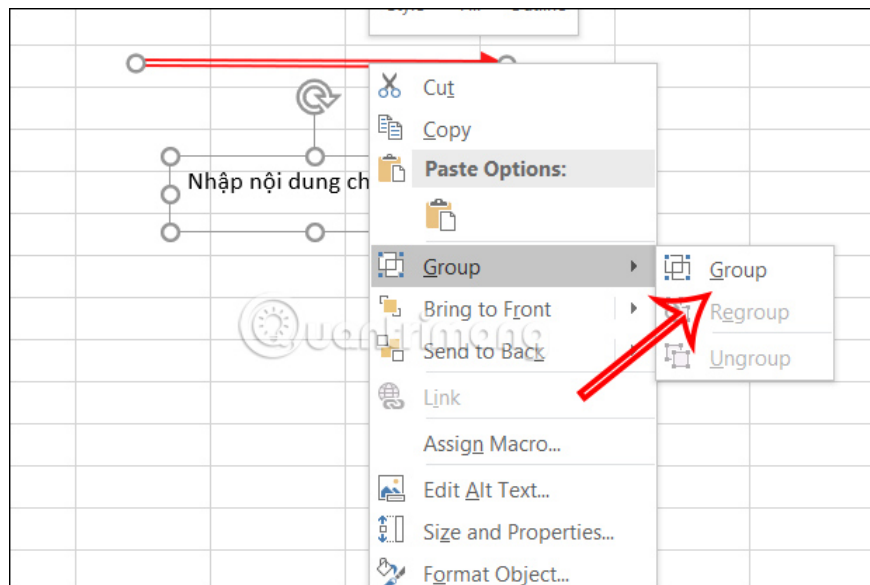 Cut
Copy
Paste Options:
Nhập nội dung ch
Group
Group
Bring to Front
Regroup
Quantrimang
Send to Back
Ungroup
Link
Assign Macro...
Edit Alt Text...
Size and Properties...
Format Object...